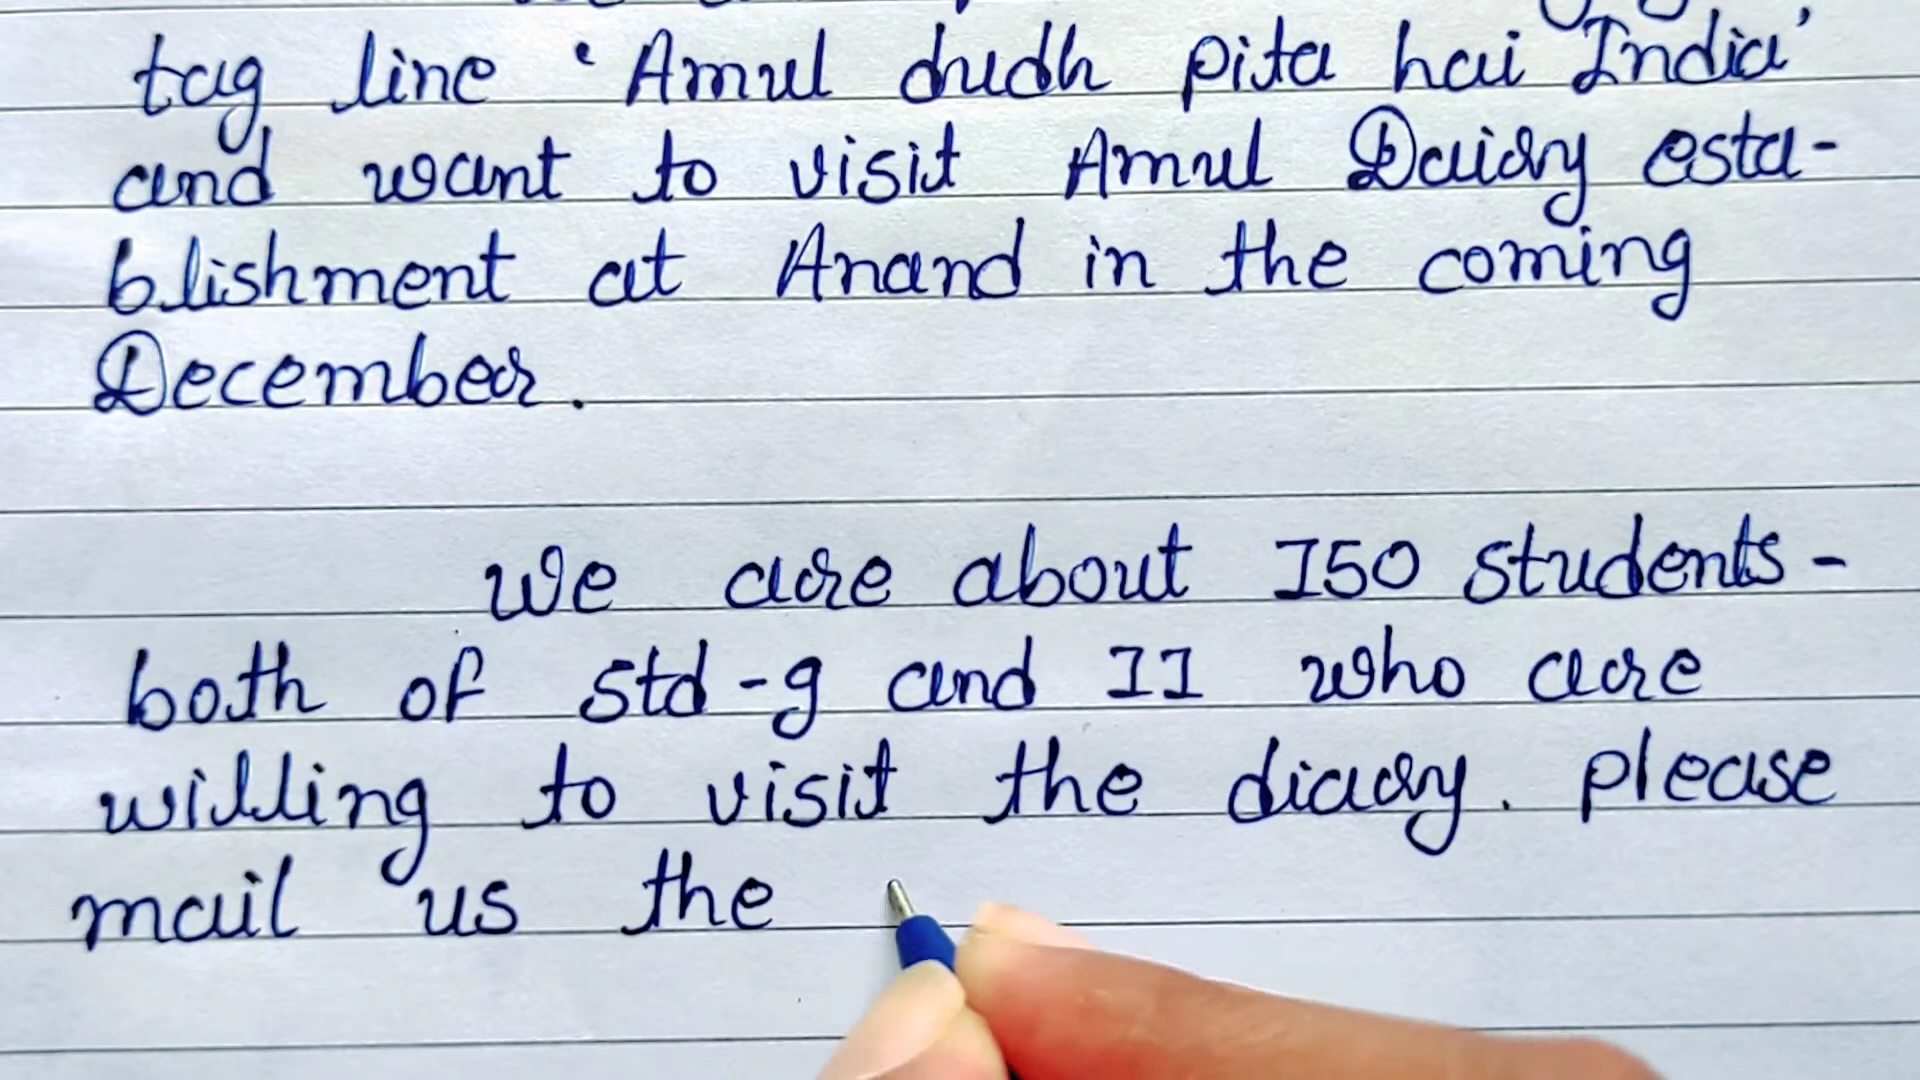 tag line 'Amul dudh pita hai India'
and want to visit Amul Dairy esta-
blishment at Anand in the coming
December.
We are about 150 students -
both of std - 9 and 11 who are
willing to visit the diary. please
mail us the